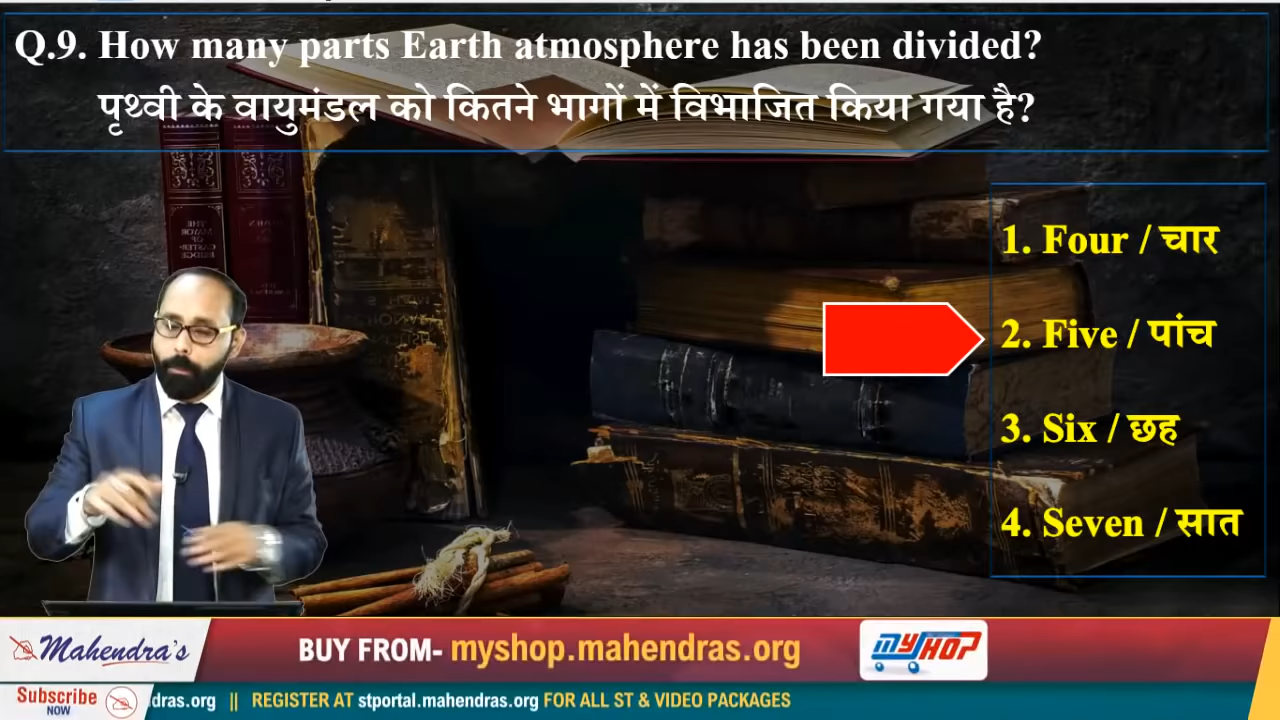 Q.9. How many parts Earth atmosphere has been divided?
पृथ्वी के वायुमंडल को कितने भागों में विभाजित किया गया है?
1. Four / चार
2. Five / पांच
3. Six / छह
4. Seven / सात
Mahendra's
BUY FROM- myshop.mahendras.org
MY SHOP
Subscribe
NOW
dras.org || REGISTER AT stportal.mahendras.org FOR ALL ST & VIDEO PACKAGES